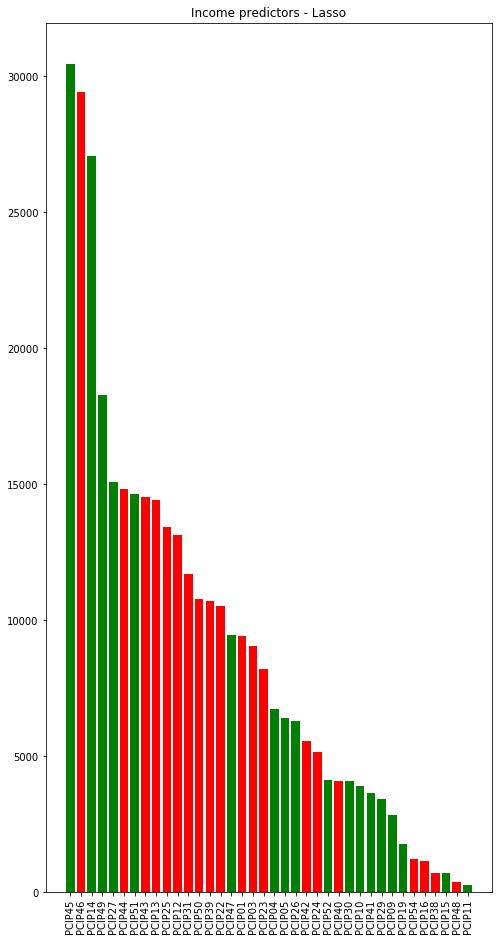 Income predictors - Lasso
30000
25000
20000
15000
10000
5000
0
PCIP45
PCIP46
PCIP14
PCIP49
PCIP27
PCIP44
PCIP51
PCIP43
PCIP13
PCIP25
PCIP12
PCIP31
PCIP50
PCIP39
PCIP22
PCIP47
PCIP01
PCIP03
PCIP23
PCIP04
PCIP05
PCIP26
PCIP42
PCIP24
PCIP52
PCIP40
PCIP30
PCIP10
PCIP41
PCIP29
PCIP09
PCIP19
PCIP54
PCIP16
PCIP38
PCIP15
PCIP48
PCIP11